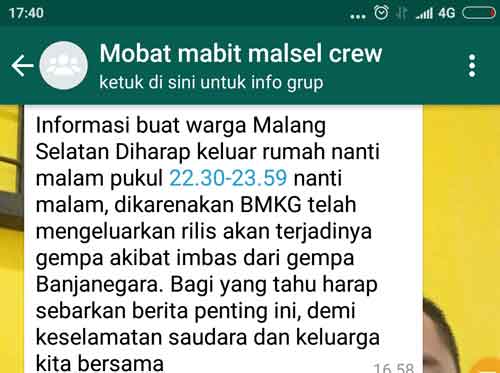 17:40
... 4G
Mobat mabit malsel crew
ketuk di sini untuk info grup
Informasi buat warga Malang
Selatan Diharap keluar rumah nanti
malam pukul 22.30-23.59 nanti
malam, dikarenakan BMKG telah
mengeluarkan rilis akan terjadinya
gempa akibat imbas dari gempa
Banjanegara. Bagi yang tahu harap
sebarkan berita penting ini, demi
keselamatan saudara dan keluarga
kita bersama
16.58